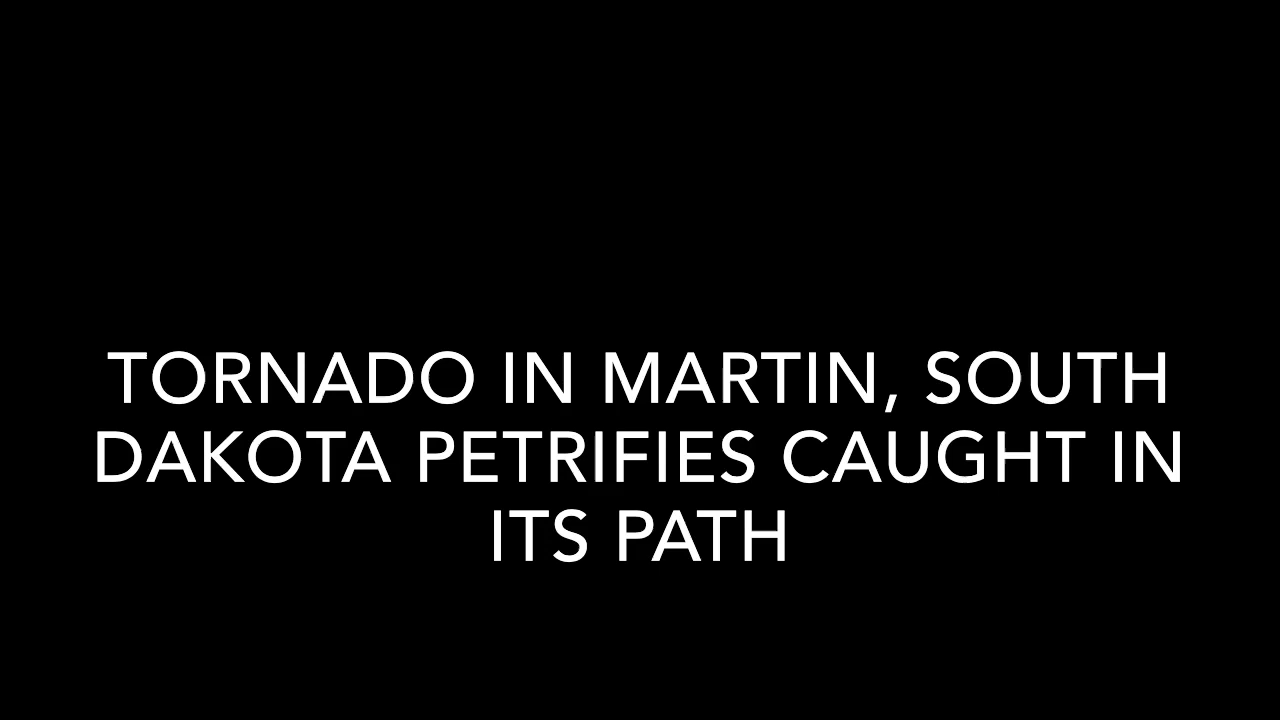 TORNADO IN MARTIN, SOUTH
DAKOTA PETRIFIES CAUGHT IN
ITS PATH